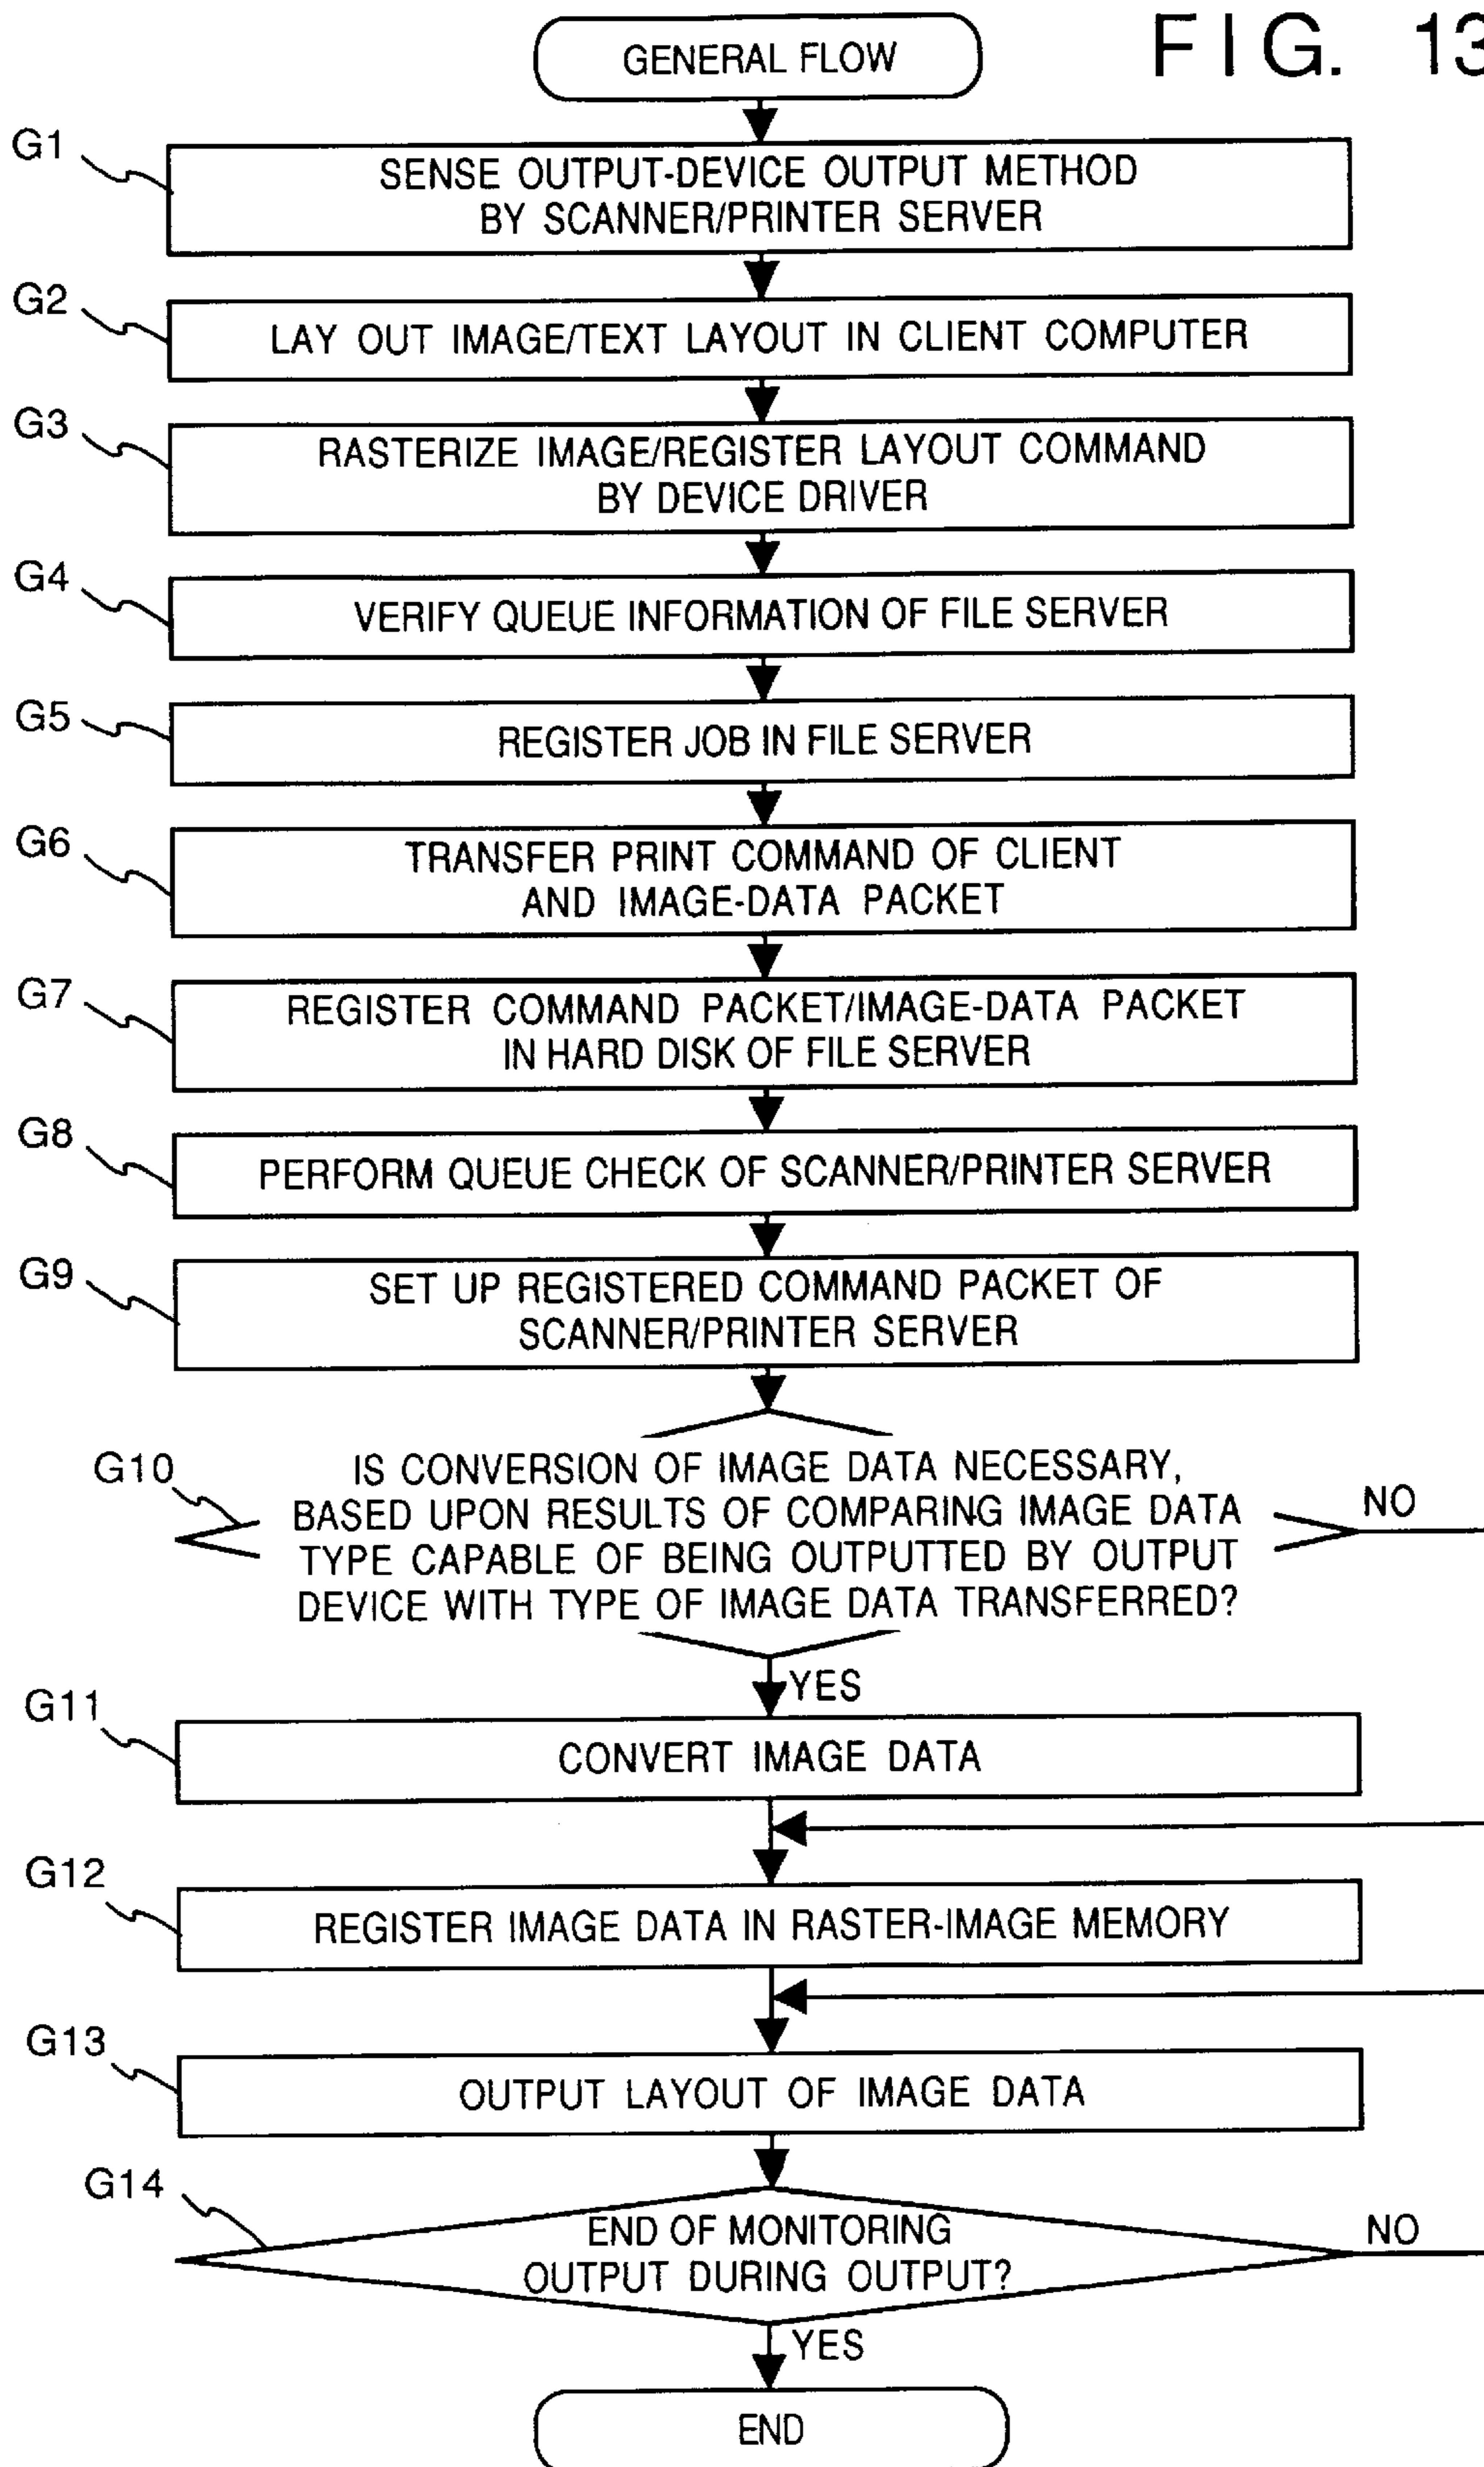 FIG. 13
GENERAL FLOW
G1
SENSE OUTPUT-DEVICE OUTPUT METHOD
BY SCANNER/PRINTER SERVER
G2
LAY OUT IMAGE/TEXT LAYOUT IN CLIENT COMPUTER
G3
RASTERIZE IMAGE/REGISTER LAYOUT COMMAND
BY DEVICE DRIVER
G4
VERIFY QUEUE INFORMATION OF FILE SERVER
G5
REGISTER JOB IN FILE SERVER
G6
TRANSFER PRINT COMMAND OF CLIENT
AND IMAGE-DATA PACKET
G7
REGISTER COMMAND PACKET/IMAGE-DATA PACKET
IN HARD DISK OF FILE SERVER
G8
PERFORM QUEUE CHECK OF SCANNER/PRINTER SERVER
G9
SET UP REGISTERED COMMAND PACKET OF
SCANNER/PRINTER SERVER
G10
IS CONVERSION OF IMAGE DATA NECESSARY,
BASED UPON RESULTS OF COMPARING IMAGE DATA
TYPE CAPABLE OF BEING OUTPUTTED BY OUTPUT
DEVICE WITH TYPE OF IMAGE DATA TRANSFERRED?
NO
YES
G11
CONVERT IMAGE DATA
G12
REGISTER IMAGE DATA IN RASTER-IMAGE MEMORY
G13
OUTPUT LAYOUT OF IMAGE DATA
G14
END OF MONITORING
OUTPUT DURING OUTPUT?
NO
YES
END